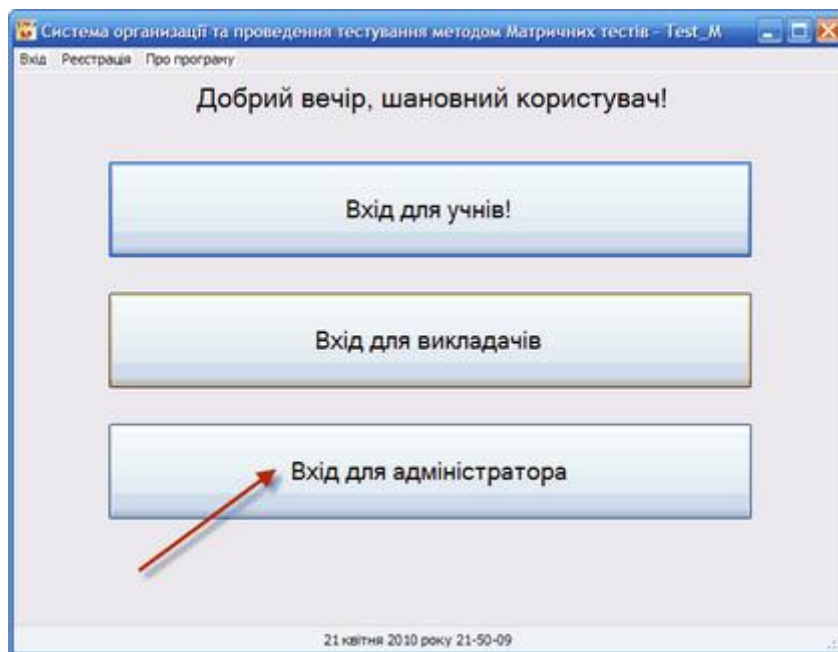 Система организації та проведення тестування методом Матричних тестів - Test_M
Вхід Реєстрація Про програму
Добрий вечір, шановний користувач!
Вхід для учнів!
Вхід для викладачів
Вхід для адміністратора
21 квітня 2010 року 21-50-09